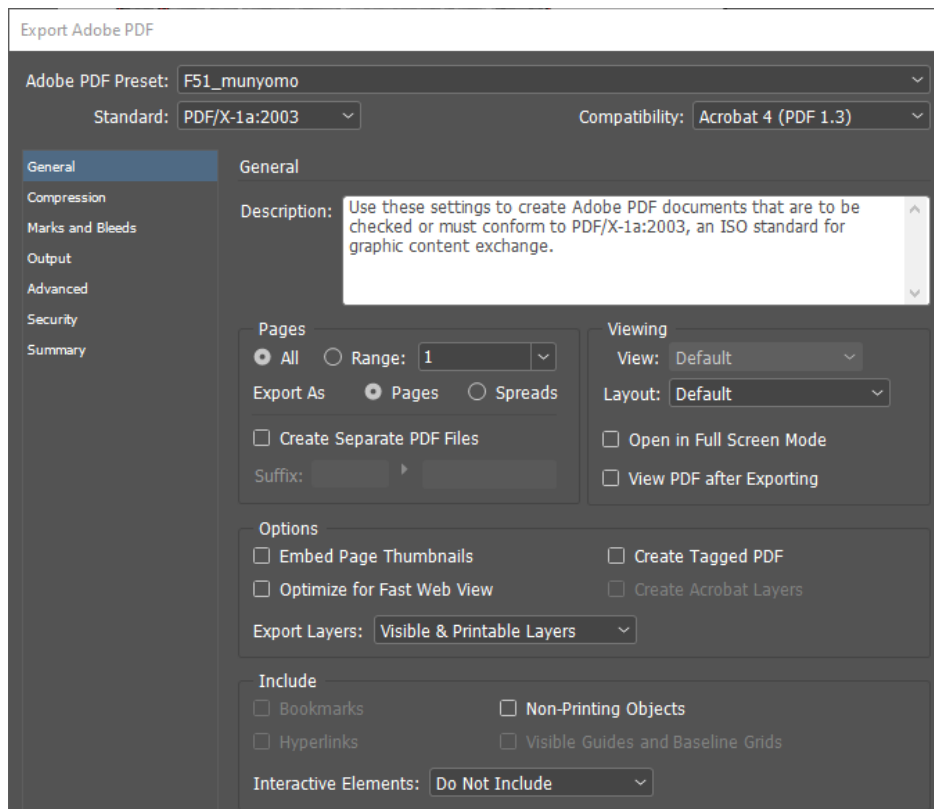 Export Adobe PDF
Adobe PDF Preset: F51_munyomo
Standard: PDF/X-1a:2003 Compatibility: Acrobat 4 (PDF 1.3)
General
Compression
Marks and Bleeds
Output
Advanced
Security
Summary
General
Description: Use these settings to create Adobe PDF documents that are to be
checked or must conform to PDF/X-1a:2003, an ISO standard for
graphic content exchange.
Pages
All Range: 1
Export As Pages Spreads
Create Separate PDF Files
Suffix:
Viewing
View: Default
Layout: Default
Open in Full Screen Mode
View PDF after Exporting
Options
Embed Page Thumbnails Create Tagged PDF
Optimize for Fast Web View Create Acrobat Layers
Export Layers: Visible & Printable Layers
Include
Bookmarks Non-Printing Objects
Hyperlinks Visible Guides and Baseline Grids
Interactive Elements: Do Not Include